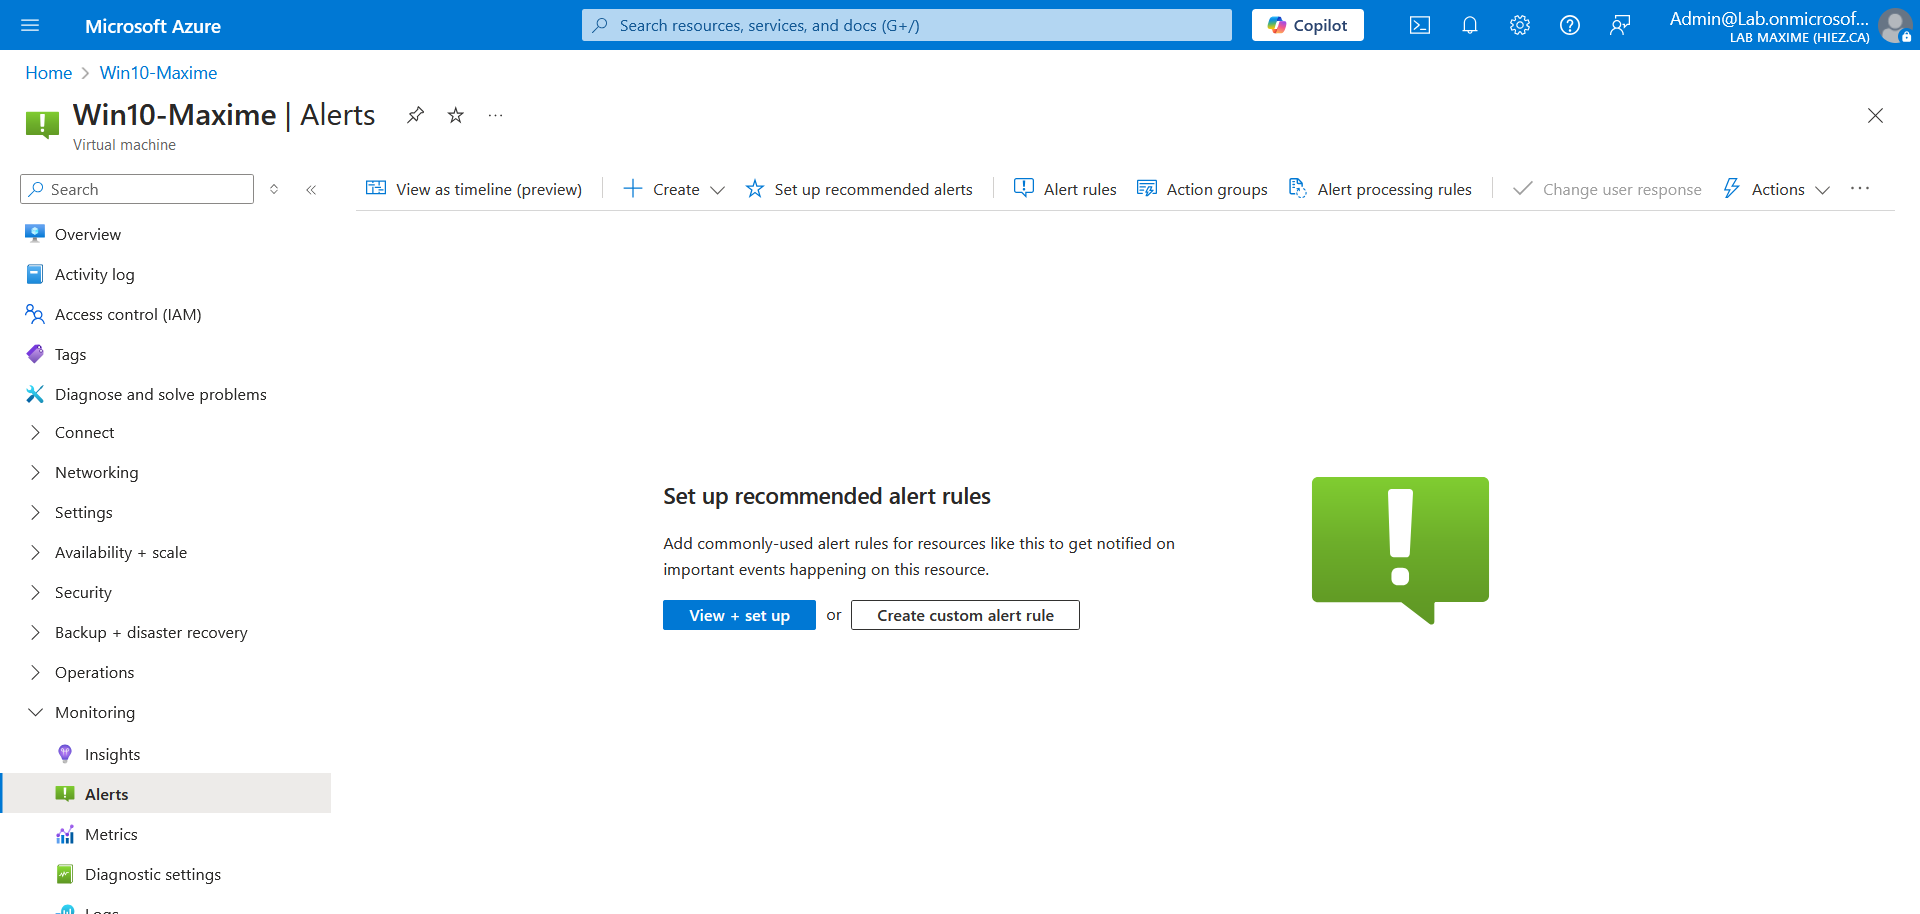 Microsoft Azure
Search resources, services, and docs (G+/)
Copilot
Admin@Lab.onmicrosof...
LAB MAXIME (HIEZ.CA)
Home > Win10-Maxime
Win10-Maxime | Alerts
Virtual machine
Search
View as timeline (preview)
Create
Set up recommended alerts
Alert rules
Action groups
Alert processing rules
Change user response
Actions
Overview
Activity log
Access control (IAM)
Tags
Diagnose and solve problems
Connect
Networking
Settings
Availability + scale
Security
Backup + disaster recovery
Operations
Monitoring
Insights
Alerts
Metrics
Diagnostic settings
Logs
Set up recommended alert rules
Add commonly-used alert rules for resources like this to get notified on
important events happening on this resource.
View + set up or Create custom alert rule